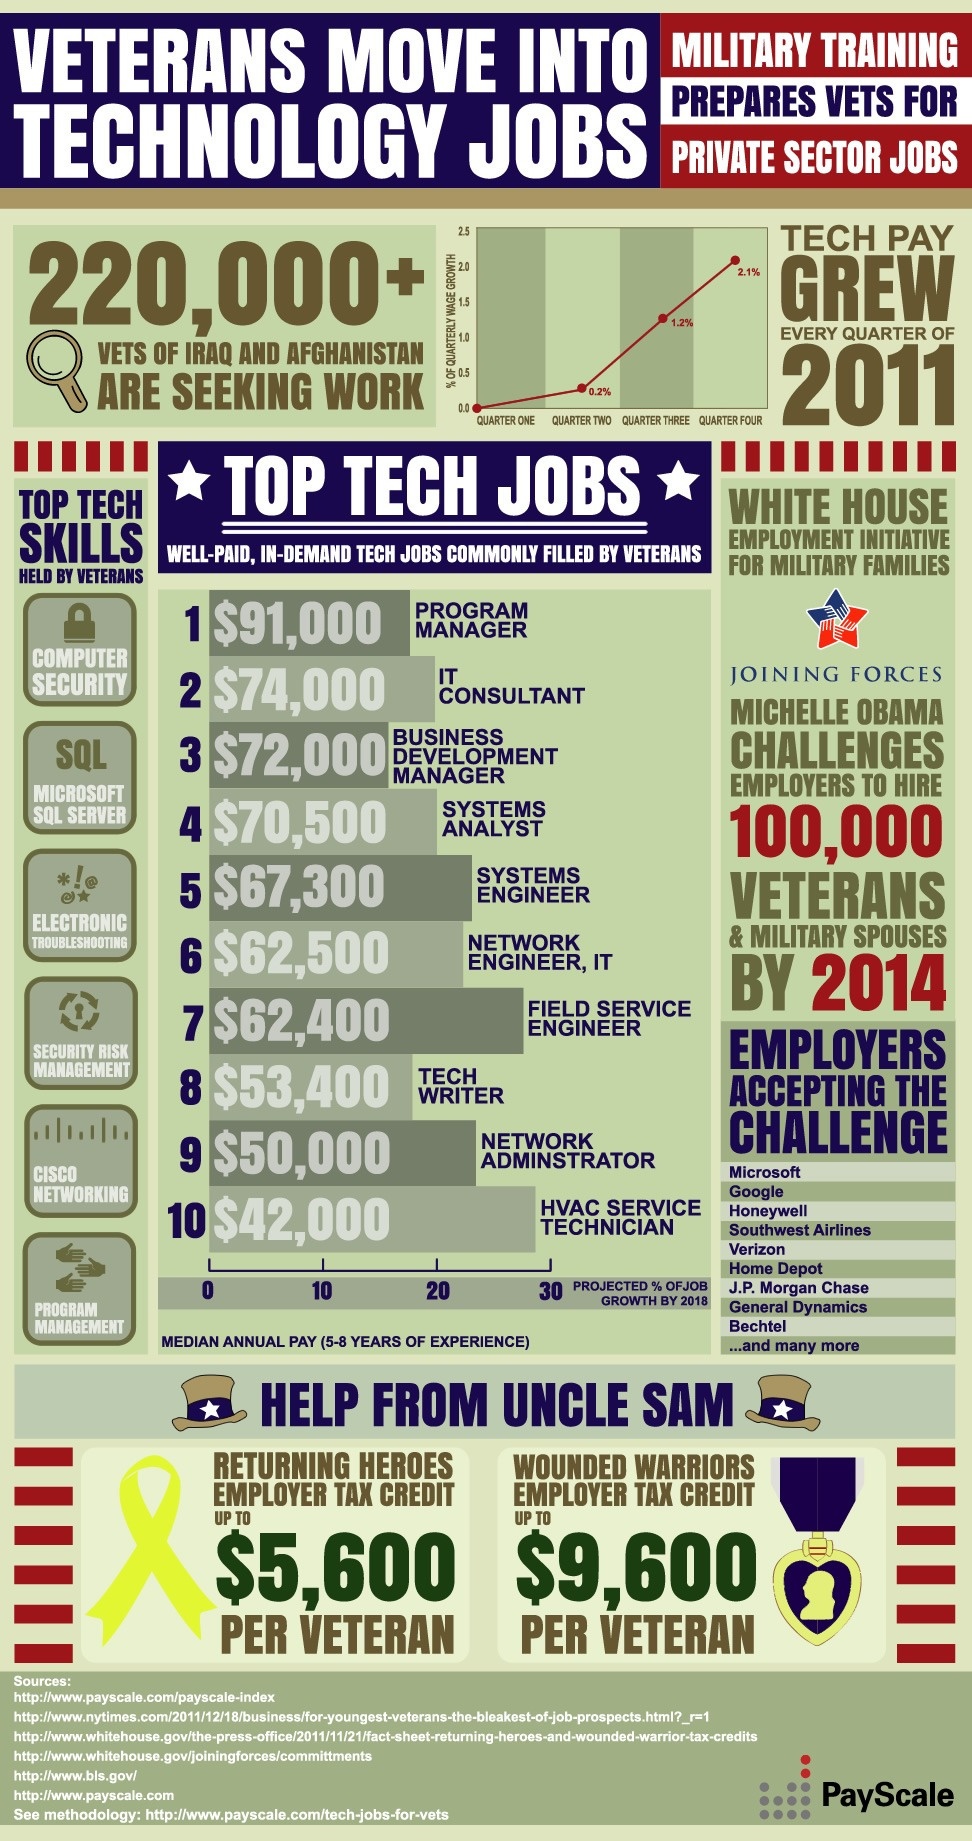 VETERANS MOVE INTO
TECHNOLOGY JOBS
MILITARY TRAINING
PREPARES VETS FOR
PRIVATE SECTOR JOBS
220,000+
VETS OF IRAQ AND AFGHANISTAN
ARE SEEKING WORK
% OF QUARTERLY WAGE GROWTH
2.5
2.0
1.5
1.0
0.5
0.0
0.2%
1.2%
2.1%
QUARTER ONE
QUARTER TWO
QUARTER THREE
QUARTER FOUR
TECH PAY
GREW
EVERY QUARTER OF
2011
TOP TECH
SKILLS
HELD BY VETERANS
COMPUTER
SECURITY
SQL
MICROSOFT
SQL SERVER
*!@
@★
ELECTRONIC
TROUBLESHOOTING
SECURITY RISK
MANAGEMENT
CISCO
NETWORKING
PROGRAM
MANAGEMENT
TOP TECH JOBS
WELL-PAID, IN-DEMAND TECH JOBS COMMONLY FILLED BY VETERANS
1 $91,000 PROGRAM
MANAGER
2 $74,000 IT
CONSULTANT
3 $72,000 BUSINESS
DEVELOPMENT
MANAGER
4 $70,500 SYSTEMS
ANALYST
5 $67,300 SYSTEMS
ENGINEER
6 $62,500 NETWORK
ENGINEER, IT
7 $62,400 FIELD SERVICE
ENGINEER
8 $53,400 TECH
WRITER
9 $50,000 NETWORK
ADMINSTRATOR
10 $42,000 HVAC SERVICE
TECHNICIAN
0 10 20 30
PROJECTED % OFJOB
GROWTH BY 2018
MEDIAN ANNUAL PAY (5-8 YEARS OF EXPERIENCE)
WHITE HOUSE
EMPLOYMENT INITIATIVE
FOR MILITARY FAMILIES
JOINING FORCES
MICHELLE OBAMA
CHALLENGES
EMPLOYERS TO HIRE
100,000
VETERANS
& MILITARY SPOUSES
BY 2014
EMPLOYERS
ACCEPTING THE
CHALLENGE
Microsoft
Google
Honeywell
Southwest Airlines
Verizon
Home Depot
J.P. Morgan Chase
General Dynamics
Bechtel
...and many more
HELP FROM UNCLE SAM
RETURNING HEROES
EMPLOYER TAX CREDIT
UP TO
$5,600
PER VETERAN
WOUNDED WARRIORS
EMPLOYER TAX CREDIT
UP TO
$9,600
PER VETERAN
Sources:
http://www.payscale.com/payscale-index
http://www.nytimes.com/2011/12/18/business/for-youngest-veterans-the-bleakest-of-job-prospects.html?_r=1
http://www.whitehouse.gov/the-press-office/2011/11/21/fact-sheet-returning-heroes-and-wounded-warrior-tax-credits
http://www.whitehouse.gov/joiningforces/committments
http://www.bls.gov/
http://www.payscale.com
See methodology: http://www.payscale.com/tech-jobs-for-vets
PayScale